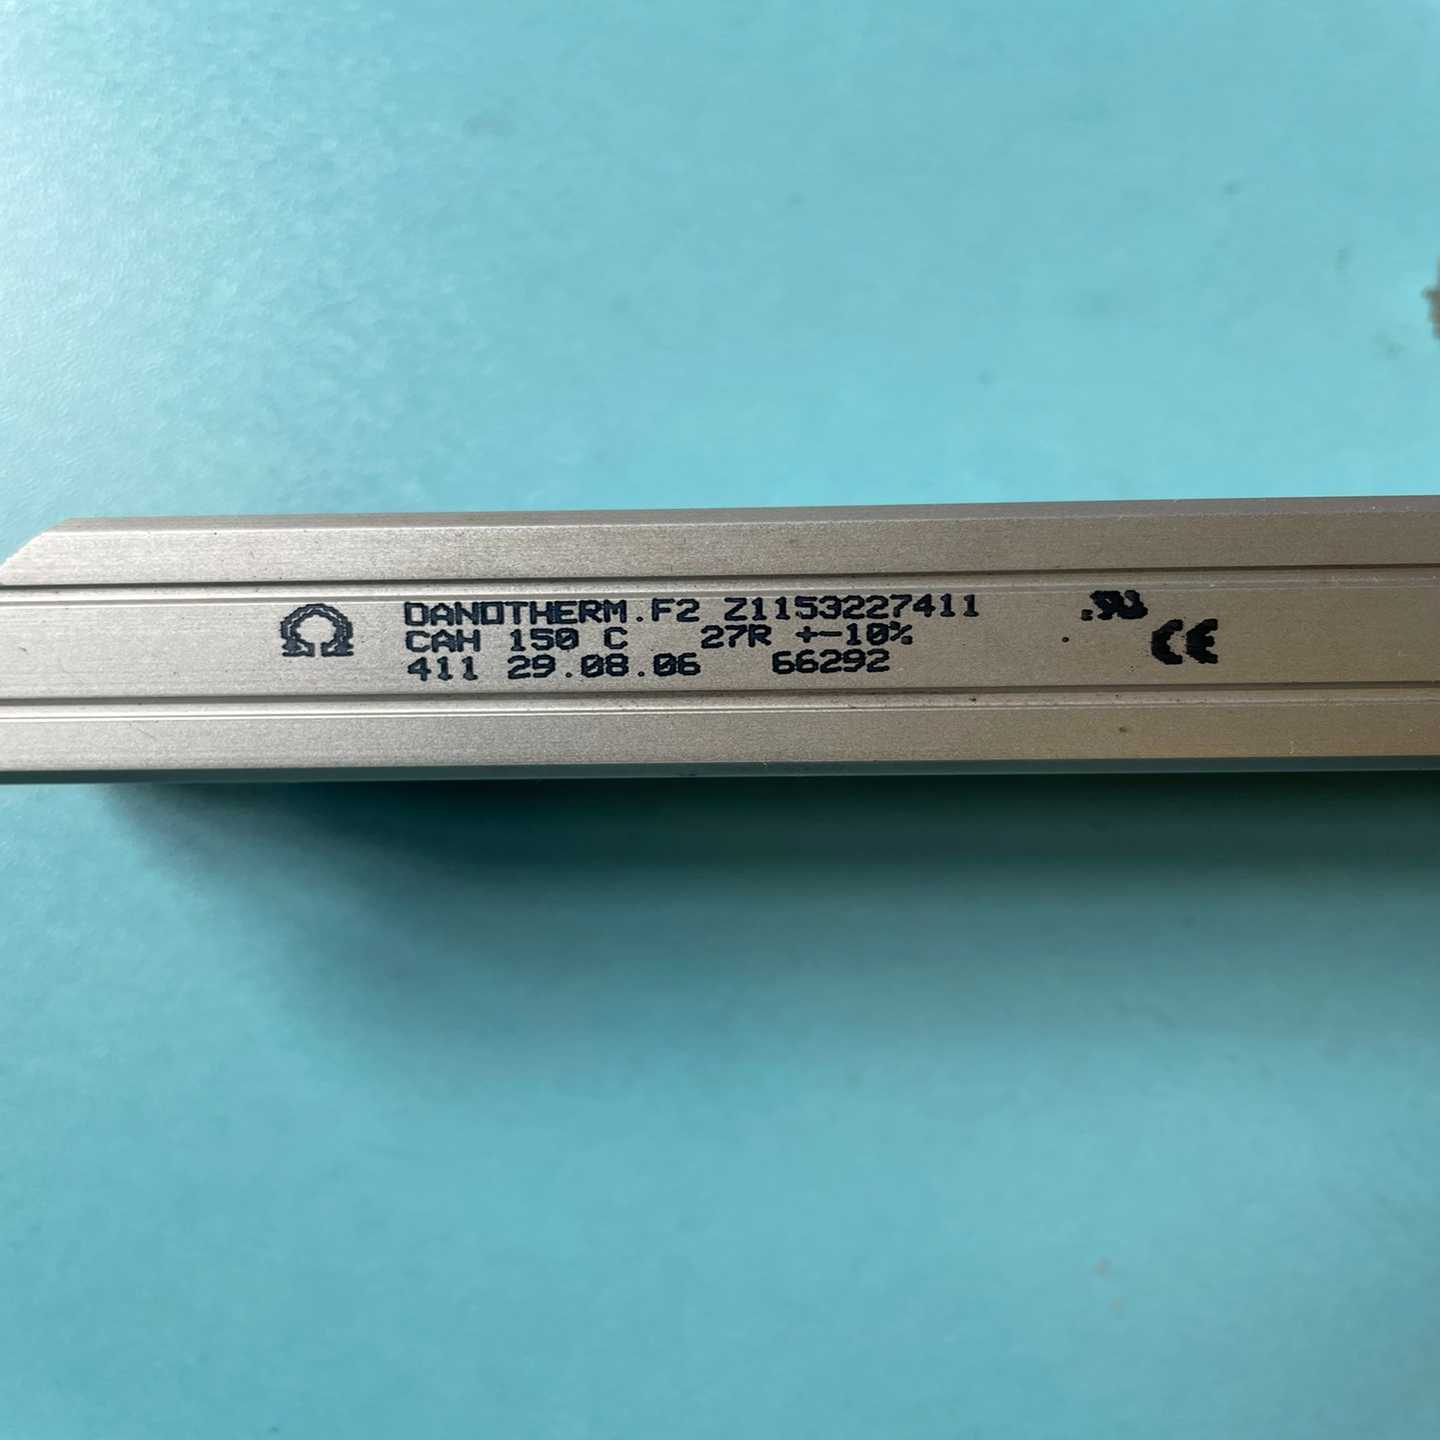 Ω DANOTHERM.F2 Z1153227411
CAH 150 C 27R +-10%
411 29.08.06 66292
CE